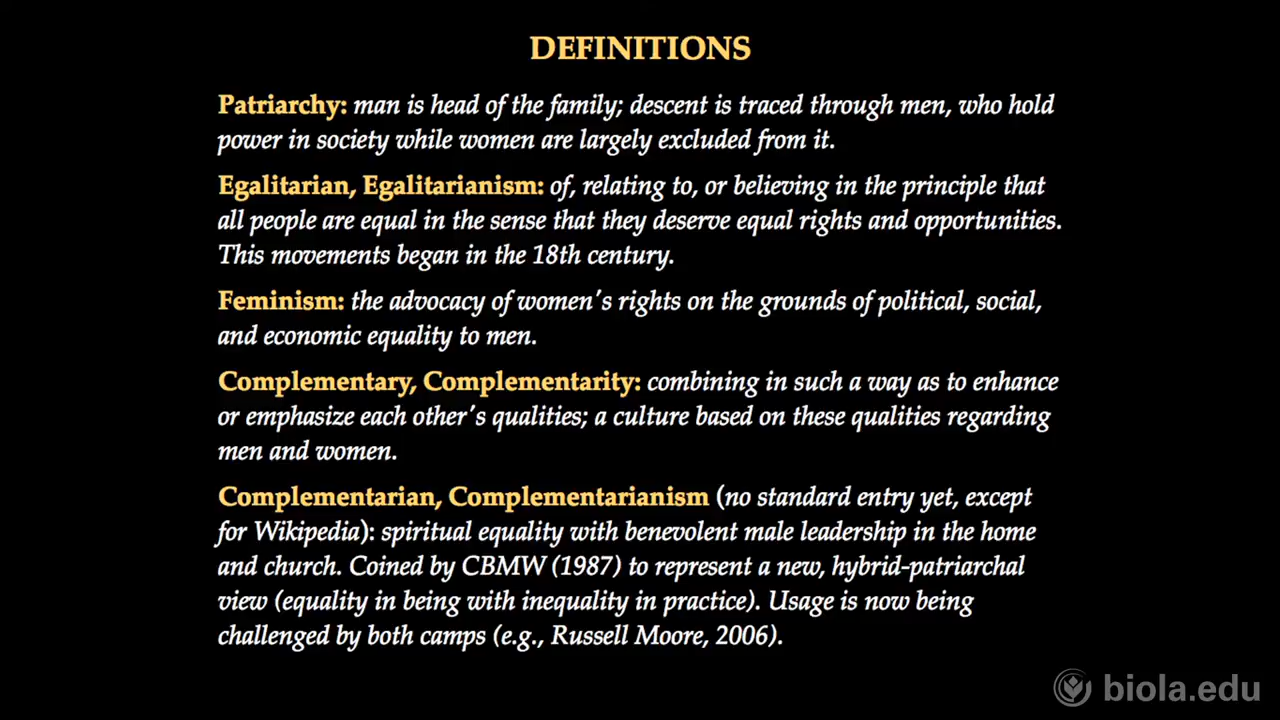 DEFINITIONS
Patriarchy: man is head of the family; descent is traced through men, who hold
power in society while women are largely excluded from it.
Egalitarian, Egalitarianism: of, relating to, or believing in the principle that
all people are equal in the sense that they deserve equal rights and opportunities.
This movements began in the 18th century.
Feminism: the advocacy of women's rights on the grounds of political, social,
and economic equality to men.
Complementary, Complementarity: combining in such a way as to enhance
or emphasize each other's qualities; a culture based on these qualities regarding
men and women.
Complementarian, Complementarianism (no standard entry yet, except
for Wikipedia): spiritual equality with benevolent male leadership in the home
and church. Coined by CBMW (1987) to represent a new, hybrid-patriarchal
view (equality in being with inequality in practice). Usage is now being
challenged by both camps (e.g., Russell Moore, 2006).
biola.edu